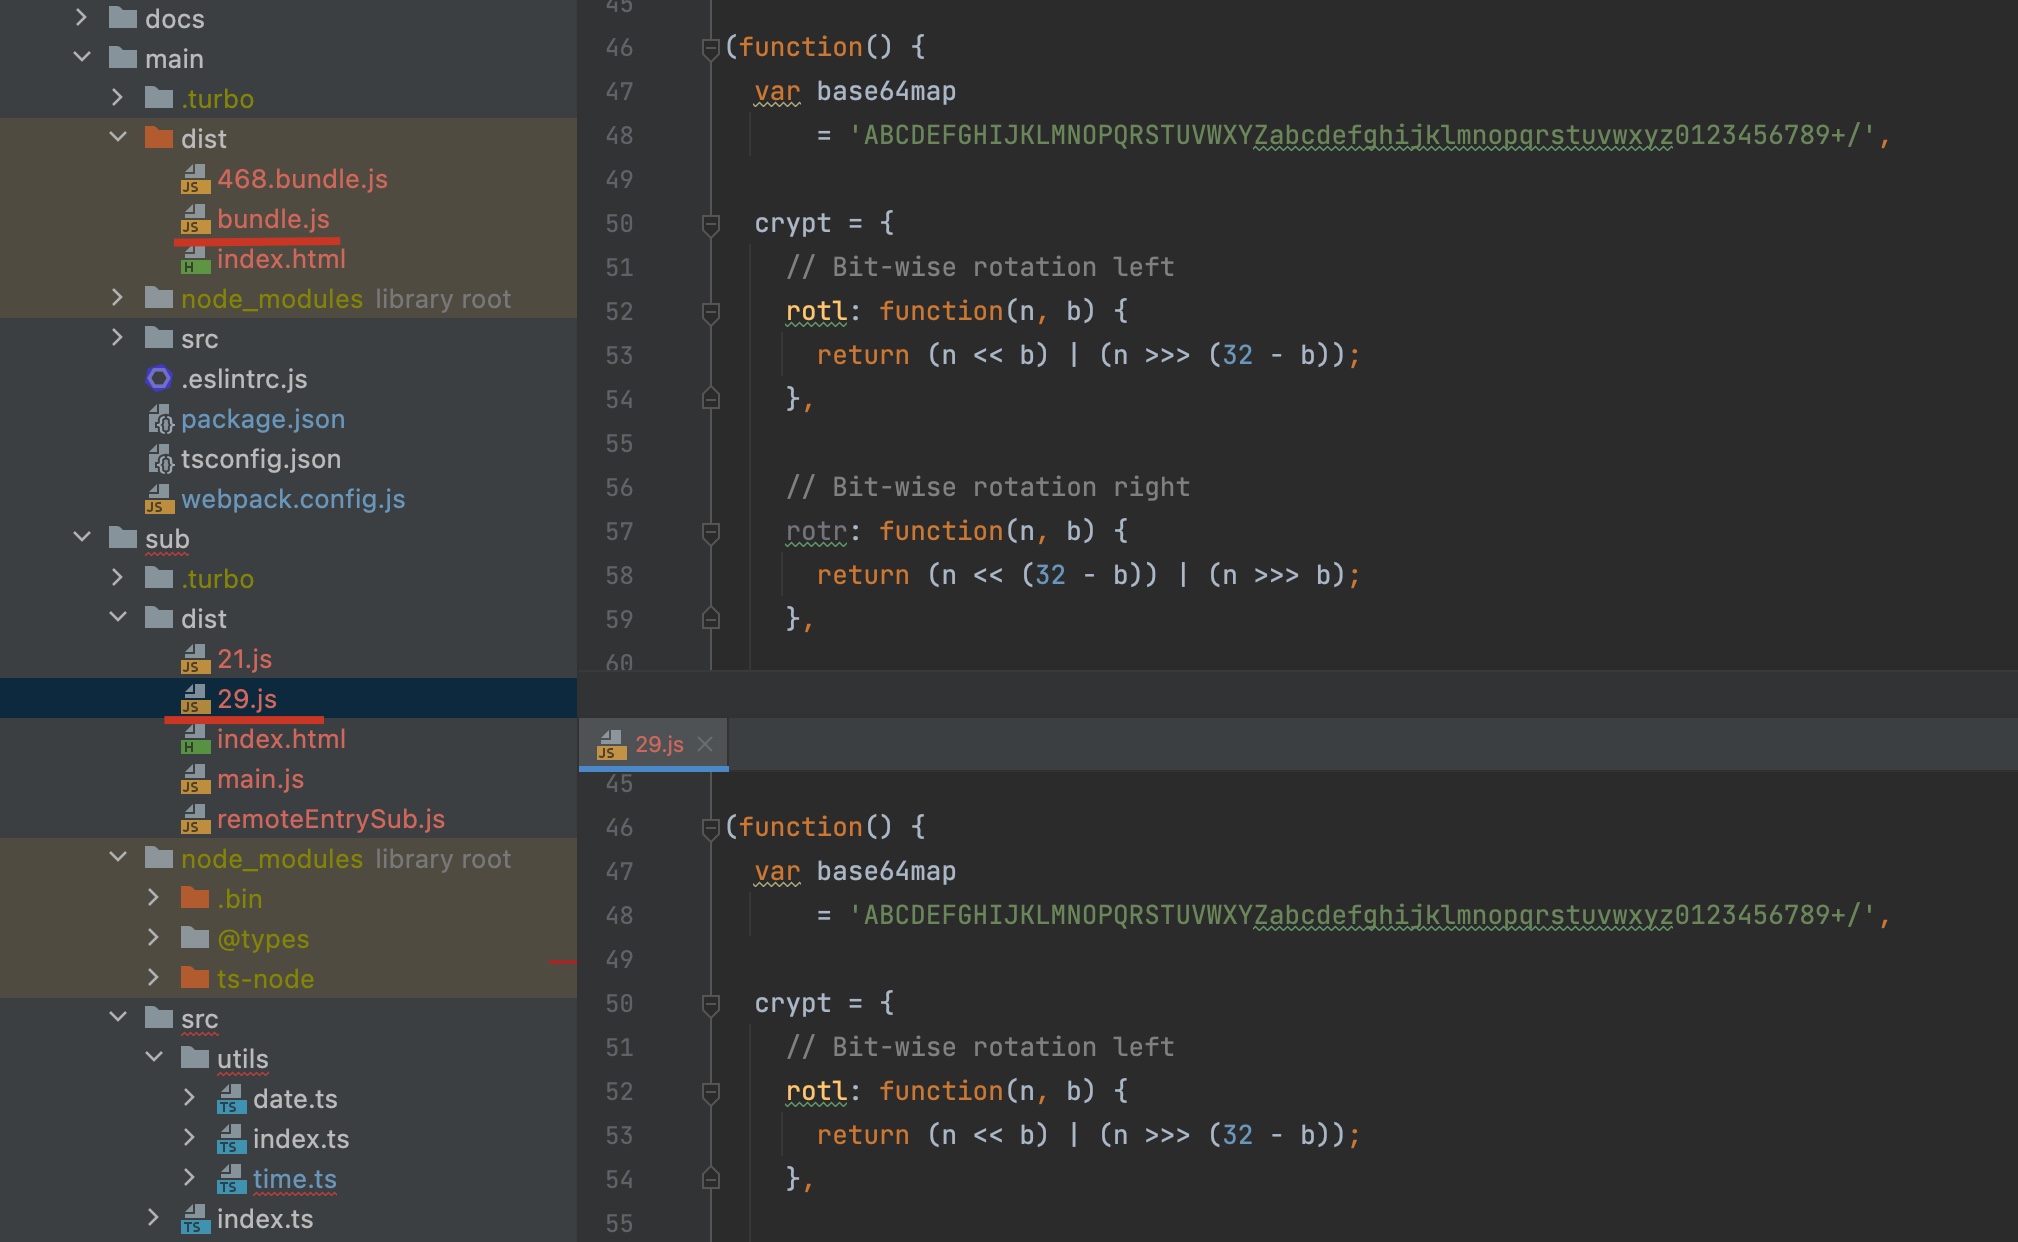 docs
main
.turbo
dist
468.bundle.js
bundle.js
index.html
node_modules library root
src
.eslintrc.js
package.json
tsconfig.json
webpack.config.js
sub
.turbo
dist
21.js
29.js
index.html
main.js
remoteEntrySub.js
node_modules library root
.bin
@types
ts-node
src
utils
date.ts
index.ts
time.ts
index.ts
45
46 (function() {
47 var base64map
48 = 'ABCDEFGHIJKLMNOPQRSTUVWXYZabcdefghijklmnopqrstuvwxyz0123456789+/',
49
50 crypt = {
51 // Bit-wise rotation left
52 rotl: function(n, b) {
53 return (n << b) | (n >>> (32 - b));
54 },
55
56 // Bit-wise rotation right
57 rotr: function(n, b) {
58 return (n << (32 - b)) | (n >>> b);
59 },
60
29.js
45
46 (function() {
47 var base64map
48 = 'ABCDEFGHIJKLMNOPQRSTUVWXYZabcdefghijklmnopqrstuvwxyz0123456789+/',
49
50 crypt = {
51 // Bit-wise rotation left
52 rotl: function(n, b) {
53 return (n << b) | (n >>> (32 - b));
54 },
55